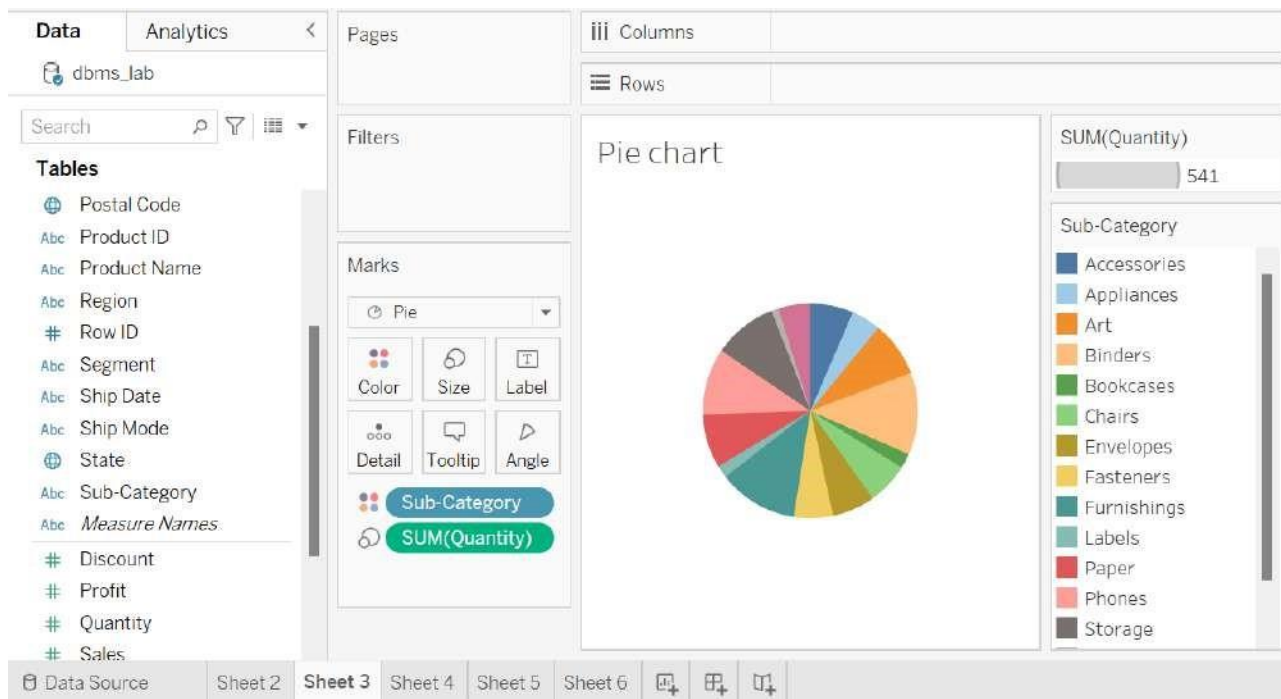 Data
Analytics
dbms_lab
Search
Tables
Postal Code
Abc Product ID
Abc Product Name
Abc Region
# Row ID
Abc Segment
Abc Ship Date
Abc Ship Mode
State
Abc Sub-Category
Abc Measure Names
# Discount
# Profit
# Quantity
# Sales
Pages
Filters
Marks
Pie
Color Size Label
Detail Tooltip Angle
Sub-Category
SUM(Quantity)
Columns
Rows
Pie chart
SUM(Quantity)
541
Sub-Category
Accessories
Appliances
Art
Binders
Bookcases
Chairs
Envelopes
Fasteners
Furnishings
Labels
Paper
Phones
Storage
Data Source Sheet 2 Sheet 3 Sheet 4 Sheet 5 Sheet 6